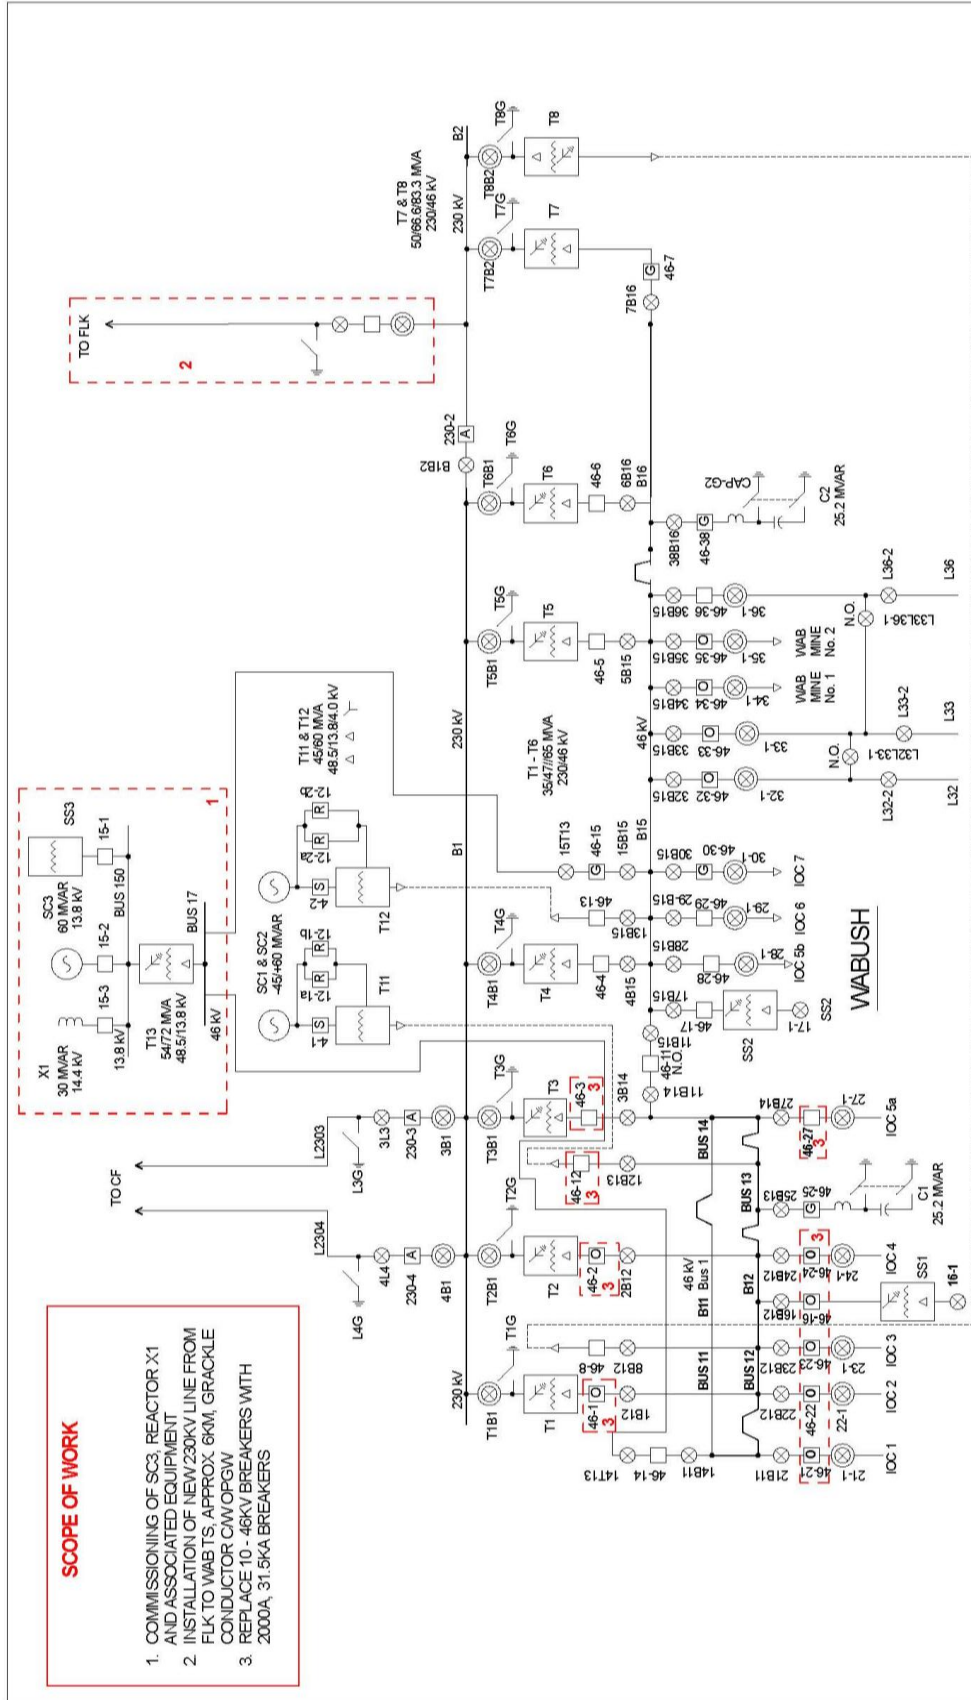 SCOPE OF WORK
1. COMMISSIONING OF SC3, REACTOR X1
AND ASSOCIATED EQUIPMENT
2. INSTALLATION OF NEW 230KV LINE FROM
FLK TO WAB TS, APPROX 6KM, GRACKLE
CONDUCTOR C/W OPGW
3. REPLACE 10 - 46KV BREAKERS WITH
2000A, 31.5KA BREAKERS
TO CF
L2304
L2303
L4G
L3G
4L4
3L3
230-4
230-3
4B1
3B1
X1
30 MVAR
14.4 kV
SC3
60 MVAR
13.8 kV
SS3
15-3
15-2
15-1
13.8 kV
BUS 150
T13
54/72 MVA
48.5/13.8 kV
46 kV
BUS 17
1
SC1 & SC2
-45/+60 MVAR
4-1
12-1a
12-1b
T11
4-2
12-2a
12-2b
T12
T11 & T12
45/60 MVA
48.5/13.8/4.0 kV
TO FLK
2
B1B2
230-2
T7 & T8
50/66.6/83.3 MVA
230/46 kV
230 kV
B1
230 kV
230 kV
B2
T1B1
T1G
T2B1
T2G
T3B1
T3G
T4B1
T4G
T5B1
T5G
T6B1
T6G
T7B2
T7G
T8B2
T8G
T1
T2
T3
T4
T5
T6
T7
T8
T1 - T6
35/47//65 MVA
230/46 kV
46-1
3
46-8
46-2
3
46-12
3
46-3
3
46-4
46-13
46-15
15T13
46-5
46-6
46-7
14T13
46-14
14B11
1B12
8B12
2B12
12B13
3B14
4B15
13B15
15B15
5B15
6B16
7B16
BUS 11
B11
46 kV
Bus 1
BUS 14
BUS 12
B12
BUS 13
11B14
46-11
N.O.
11B15
B15
46 kV
B16
21B11
22B12
23B12
16B12
24B12
25B13
27B14
46-21
46-22
46-23
46-16
46-24
3
46-25
46-27
3
21-1
22-1
23-1
24-1
27-1
IOC 1
IOC 2
IOC 3
SS1
16-1
IOC 4
C1
25.2 MVAR
IOC 5a
17B15
46-17
SS2
17-1
SS2
28B15
46-28
28-1
IOC 5b
29-B15
46-29
29-1
IOC 6
30B15
46-30
30-1
IOC 7
32B15
46-32
32-1
33B15
46-33
33-1
34B15
46-34
34-1
WAB
MINE
No. 1
35B15
46-35
35-1
WAB
MINE
No. 2
36B15
46-36
36-1
38B16
46-38
CAP-G2
C2
25.2 MVAR
N.O.
L32-2
L32L33-1
L33-2
N.O.
L33L36-1
L36-2
L32
L33
L36
WABUSH